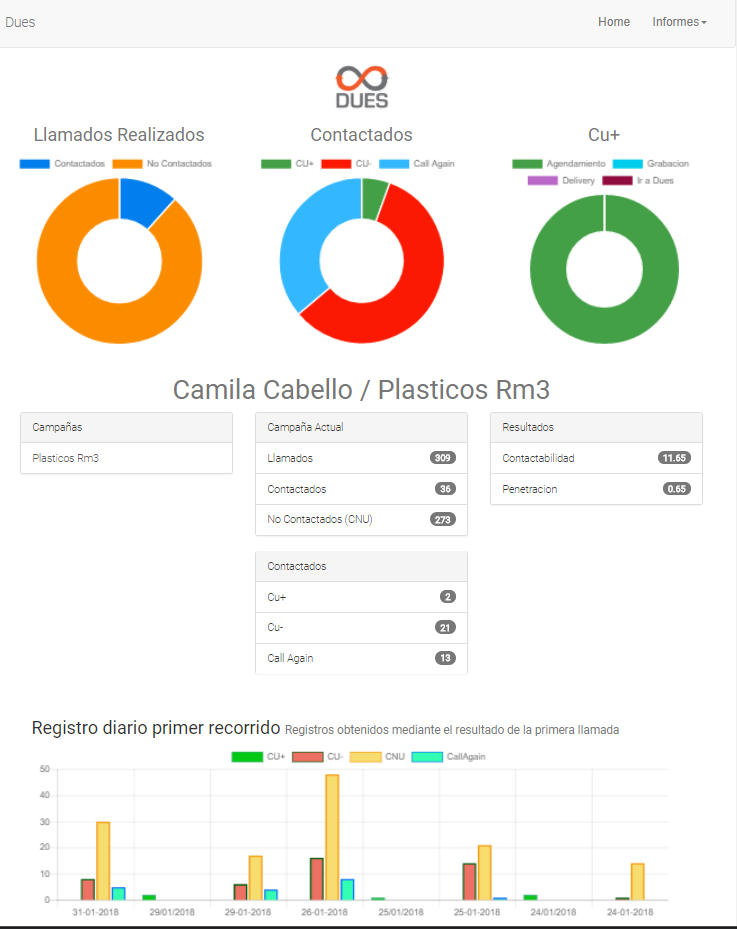 Dues Home Informes
DUES
Llamados Realizados Contactados Cu+
Contactados No Contactados CU+ CU- Call Again Agendamiento Grabacion
Delivery Ir a Dues
Camila Cabello / Plasticos Rm3
Campañas
Plasticos Rm3
Campaña Actual
Llamados 309
Contactados 36
No Contactados (CNU) 273
Resultados
Contactabilidad 11.65
Penetracion 0.65
Contactados
Cu+ 2
Cu- 21
Call Again 13
Registro diario primer recorrido Registros obtenidos mediante el resultado de la primera llamada
CU+ CU- CNU CallAgain
50
40
30
20
10
0
31-01-2018 29/01/2018 29-01-2018 26-01-2018 25/01/2018 25-01-2018 24/01/2018 24-01-2018